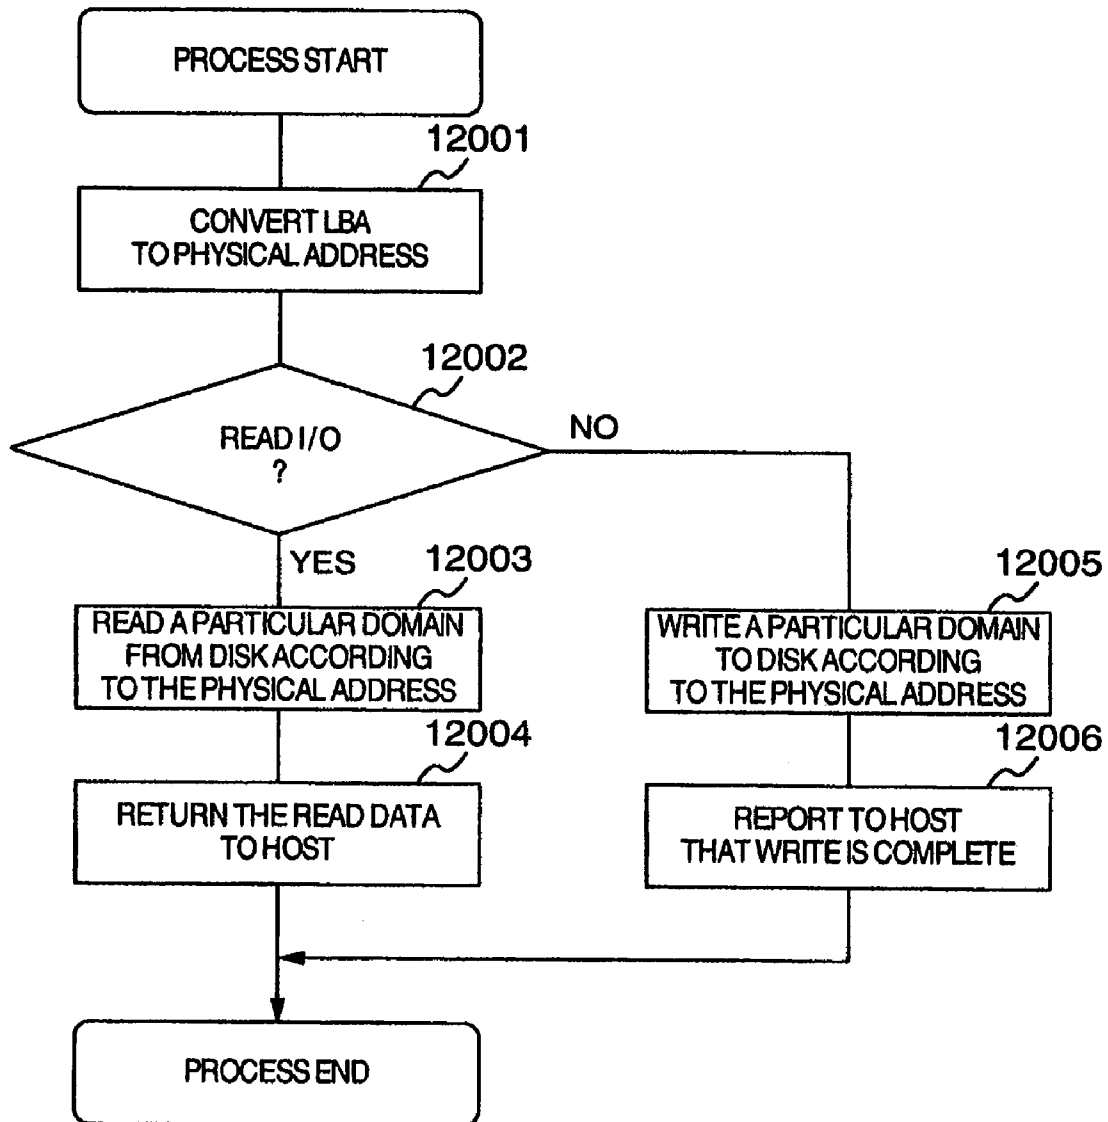 PROCESS START
12001
CONVERT LBA
TO PHYSICAL ADDRESS
12002
READ I/O
?
NO
YES
12003
READ A PARTICULAR DOMAIN
FROM DISK ACCORDING
TO THE PHYSICAL ADDRESS
12005
WRITE A PARTICULAR DOMAIN
TO DISK ACCORDING
TO THE PHYSICAL ADDRESS
12004
RETURN THE READ DATA
TO HOST
12006
REPORT TO HOST
THAT WRITE IS COMPLETE
PROCESS END